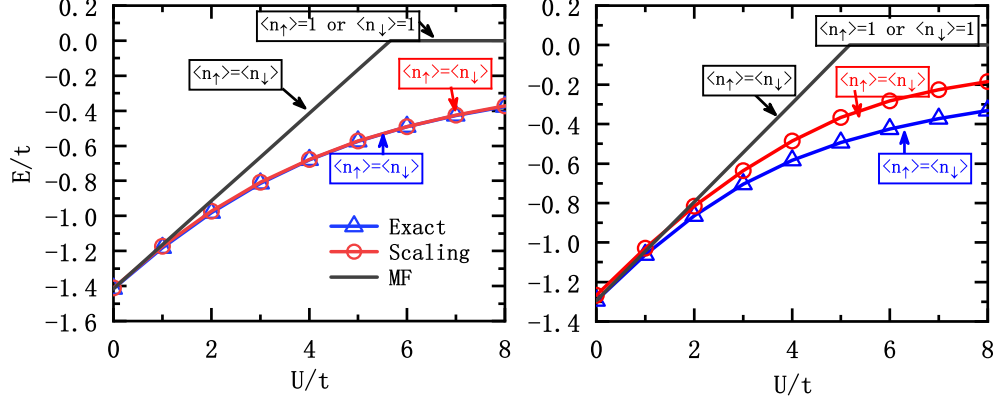 <n↑>=1 or <n↓>=1
<n↑>=<n↓>
<n↑>=<n↓>
<n↑>=<n↓>
Exact
Scaling
MF
0.0
-0.2
-0.4
-0.6
-0.8
-1.0
-1.2
-1.4
-1.6
E/t
0 2 4 6 8
U/t
<n↑>=1 or <n↓>=1
<n↑>=<n↓>
<n↑>=<n↓>
<n↑>=<n↓>
0.2
0.0
-0.2
-0.4
-0.6
-0.8
-1.0
-1.2
-1.4
0 2 4 6 8
U/t